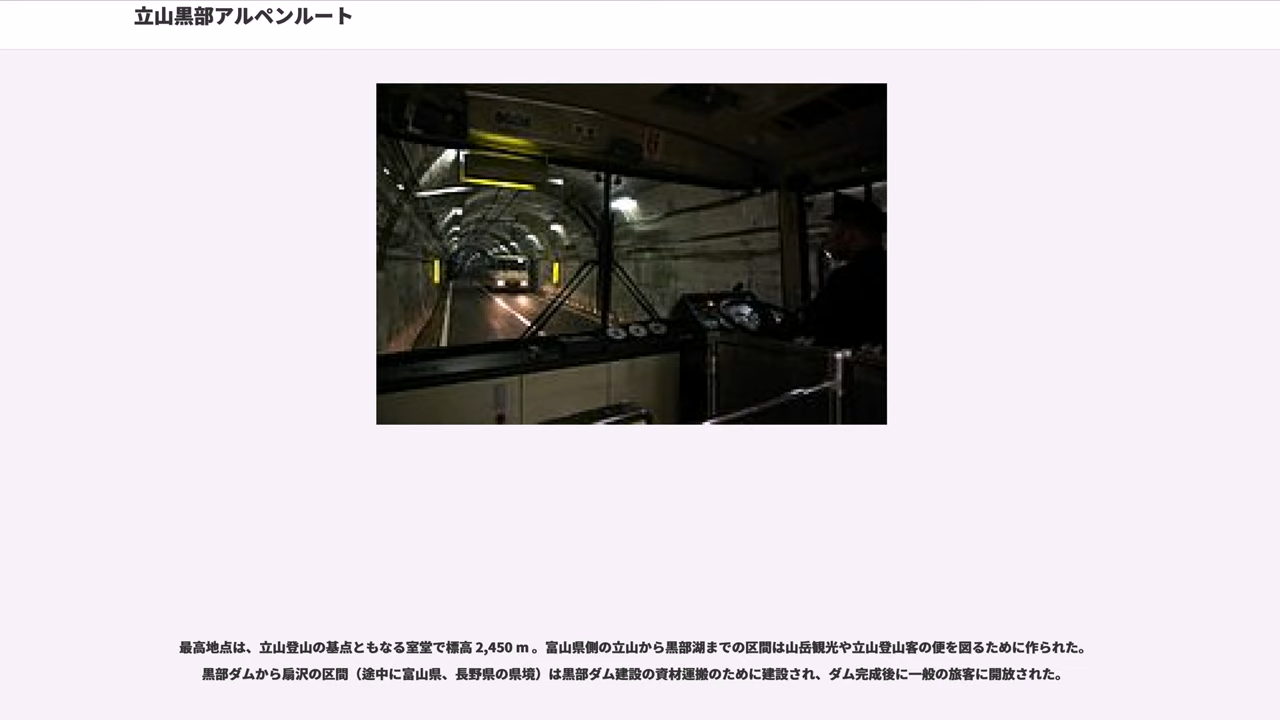 立山黒部アルペンルート
最高地点は、立山登山の基点ともなる室堂で標高 2,450 m 。富山県側の立山から黒部湖までの区間は山岳観光や立山登山客の便を図るために作られた。
黒部ダムから扇沢の区間（途中に富山県、長野県の県境）は黒部ダム建設の資材運搬のために建設され、ダム完成後に一般の旅客に開放された。